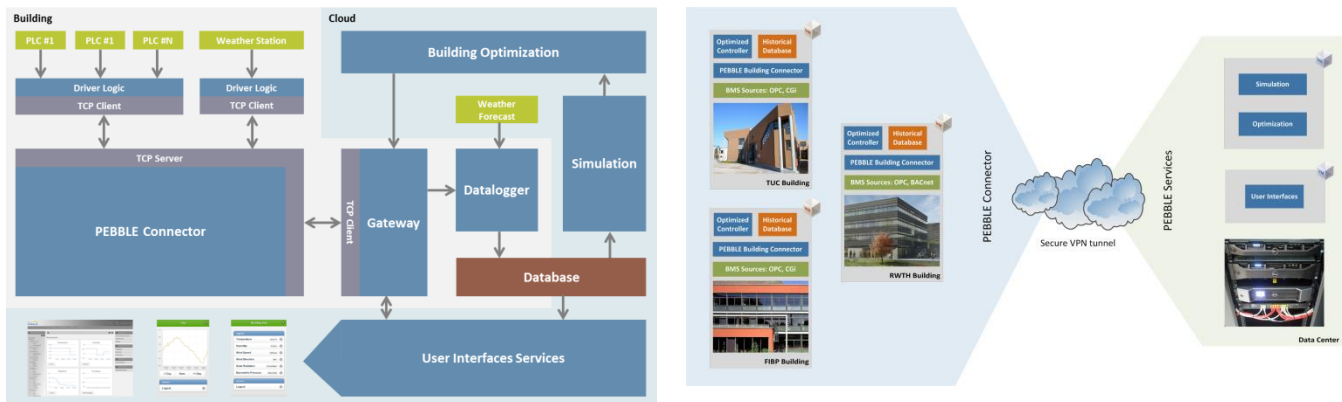 Building
Cloud
PLC #1
PLC #1
PLC #N
Weather Station
Building Optimization
Driver Logic
TCP Client
Driver Logic
TCP Client
Weather
Forecast
Simulation
TCP Server
PEBBLE Connector
TCP Client
Gateway
Datalogger
Database
User Interfaces Services
Optimized
Controller
Historical
Database
PEBBLE Building Connector
BMS Sources: OPC, CGi
TUC Building
Optimized
Controller
Historical
Database
PEBBLE Building Connector
BMS Sources: OPC, BACnet
RWTH Building
Optimized
Controller
Historical
Database
PEBBLE Building Connector
BMS Sources: OPC, CGi
FIBP Building
PEBBLE Connector
Secure VPN tunnel
PEBBLE Services
Simulation
Optimization
User Interfaces
Data Center